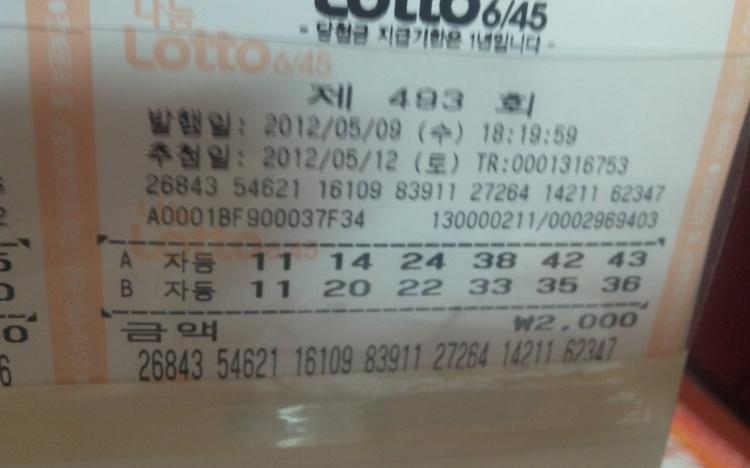 Lotto 6/45
- 당첨금 지급기한은 1년입니다 -
나눔
Lotto 6/45
제 493 회
발행일: 2012/05/09 (수) 18:19:59
추첨일: 2012/05/12 (토) TR:0001316753
26843 54621 16109 83911 27264 14211 62347
A0001BF900037F34 130000211/0002969403
A 자동 11 14 24 38 42 43
B 자동 11 20 22 33 35 36
금액 ₩2,000
26843 54621 16109 83911 27264 14211 62347